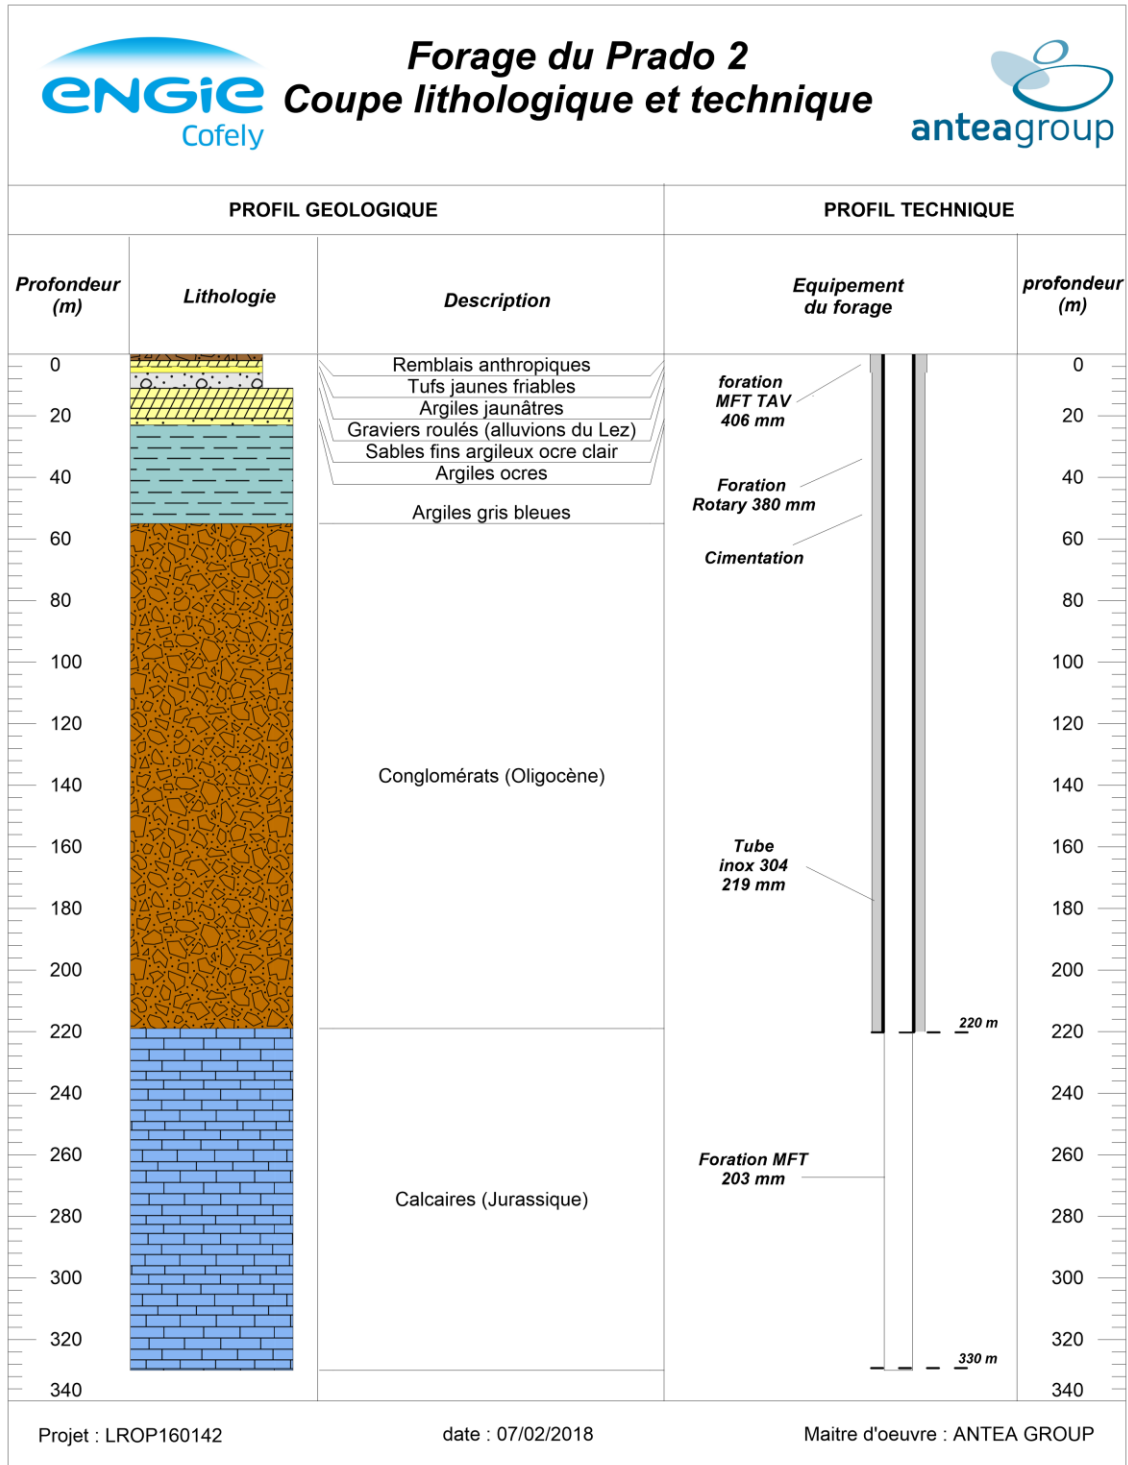 Forage du Prado 2
Coupe lithologique et technique
ENGIE
Cofely
anteagroup
PROFIL GEOLOGIQUE
PROFIL TECHNIQUE
Profondeur
(m)
Lithologie
Description
Equipement
du forage
profondeur
(m)
0
Remblais anthropiques
Tufs jaunes friables
Argiles jaunâtres
Graviers roulés (alluvions du Lez)
Sables fins argileux ocre clair
Argiles ocres
Argiles gris bleues
Conglomérats (Oligocène)
Calcaires (Jurassique)
20
40
60
80
100
120
140
160
180
200
220
240
260
280
300
320
340
foration
MFT TAV
406 mm
Foration
Rotary 380 mm
Cimentation
Tube
inox 304
219 mm
220 m
Foration MFT
203 mm
330 m
0
20
40
60
80
100
120
140
160
180
200
220
240
260
280
300
320
340
Projet : LROP160142
date : 07/02/2018
Maitre d'oeuvre : ANTEA GROUP